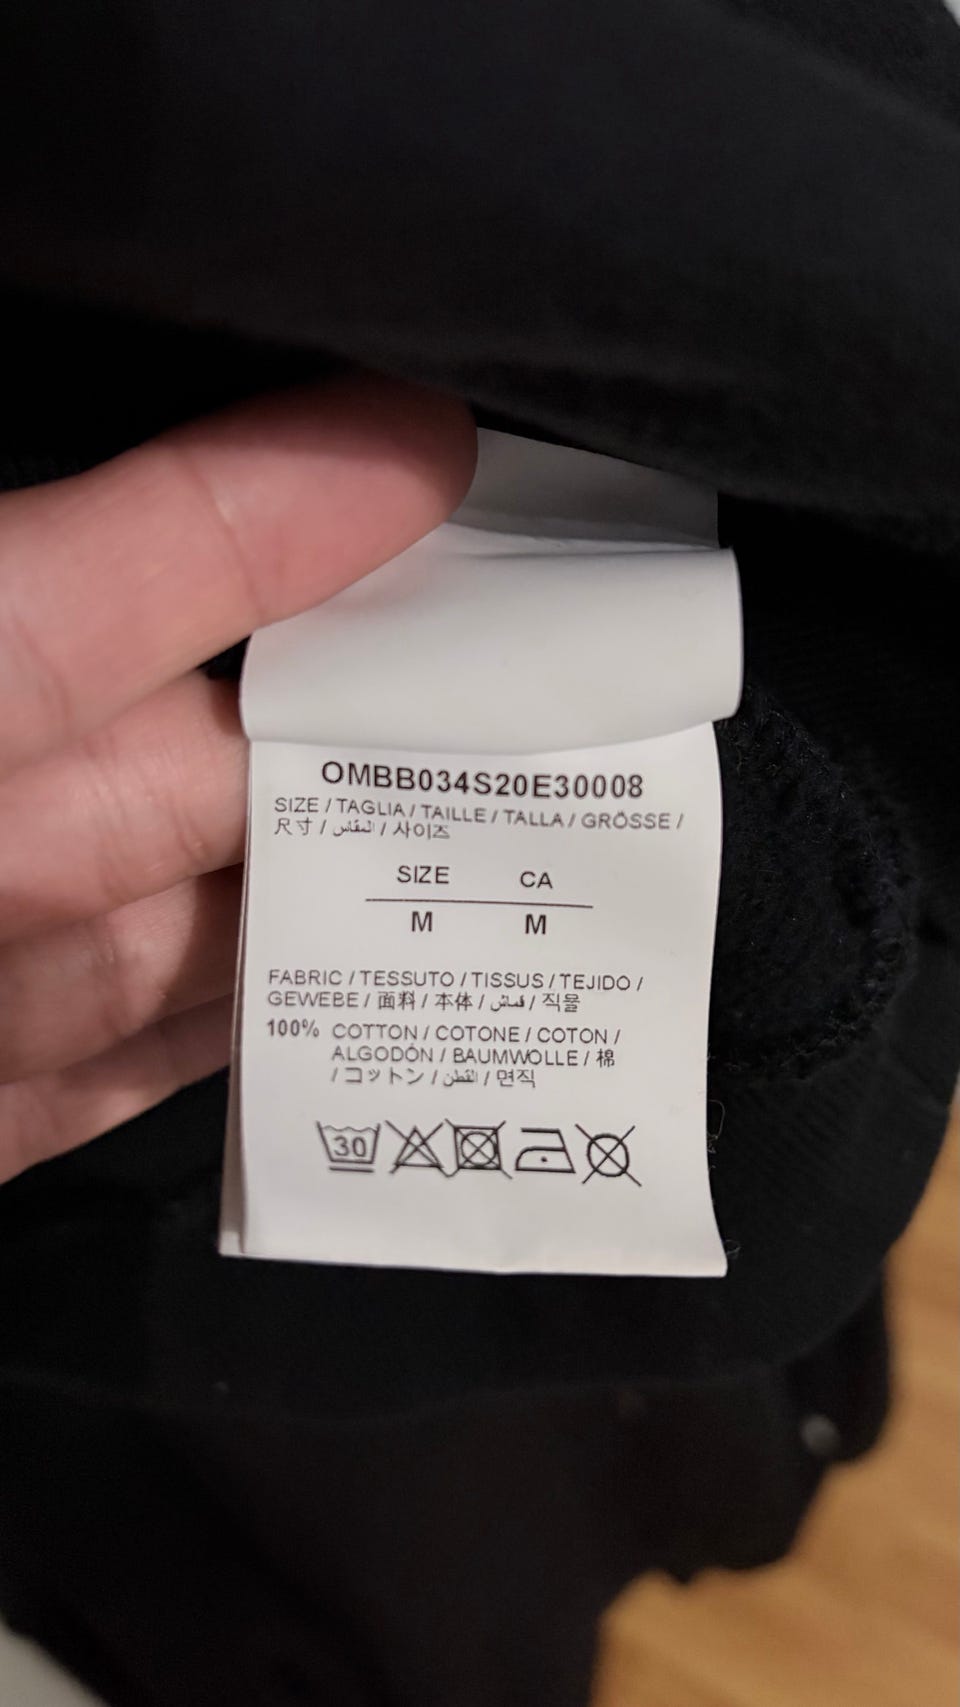 OMBB034S20E30008
SIZE / TAGLIA / TAILLE / TALLA / GRÖSSE /
尺寸 / المقاس / 사이즈
SIZE CA
M M
FABRIC / TESSUTO / TISSUS / TEJIDO /
GEWEBE / 面料 / 本体 / قماش / 직물
100% COTTON / COTONE / COTON /
ALGODÓN / BAUMWOLLE / 棉
/ コットン / القطن / 면직
30